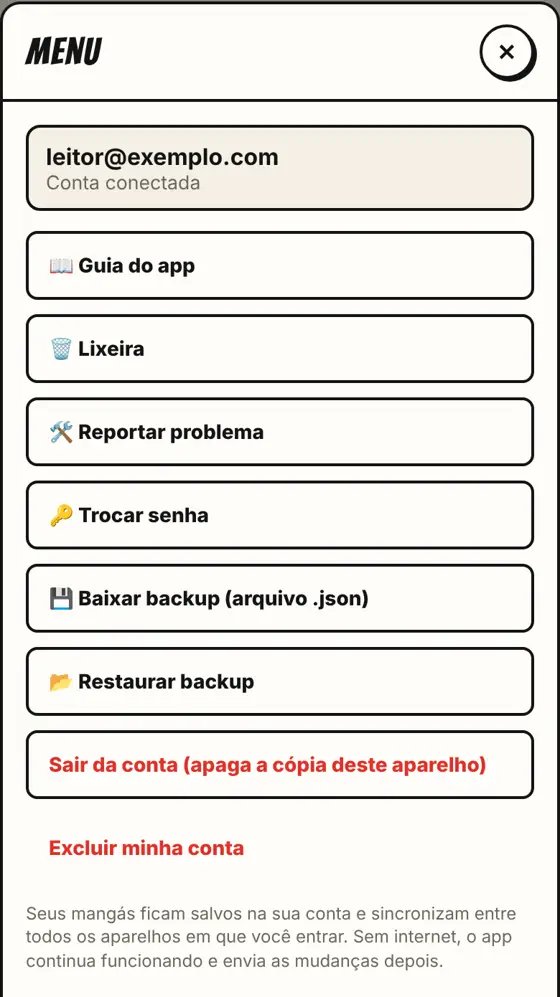 MENU
×
leitor@exemplo.com
Conta conectada
📖 Guia do app
🗑️ Lixeira
🛠️ Reportar problema
🔑 Trocar senha
💾 Baixar backup (arquivo .json)
📂 Restaurar backup
Sair da conta (apaga a cópia deste aparelho)
Excluir minha conta
Seus mangás ficam salvos na sua conta e sincronizam entre
todos os aparelhos em que você entrar. Sem internet, o app
continua funcionando e envia as mudanças depois.